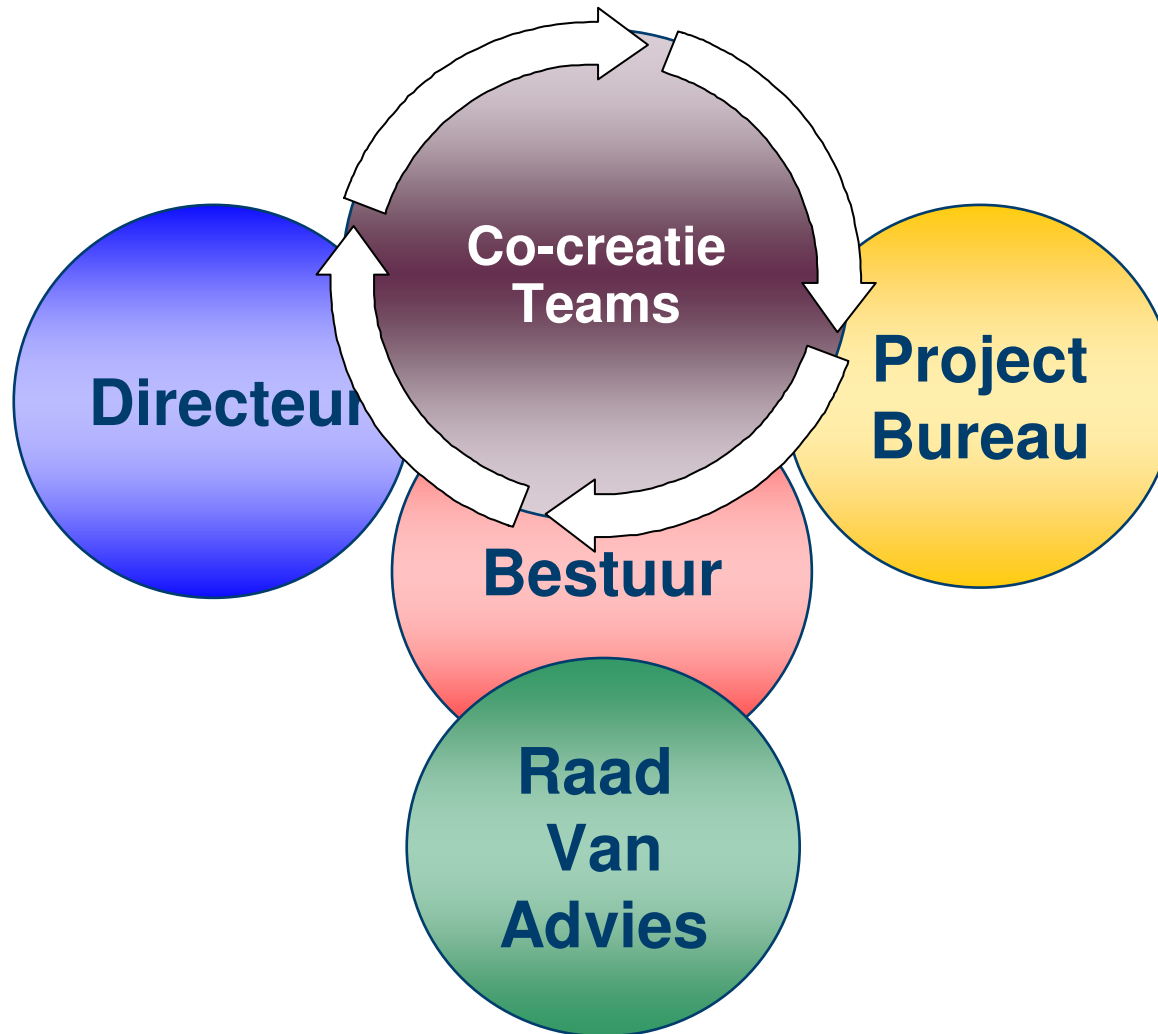 Co-creatie
Teams
Directeur
Project
Bureau
Bestuur
Raad
Van
Advies